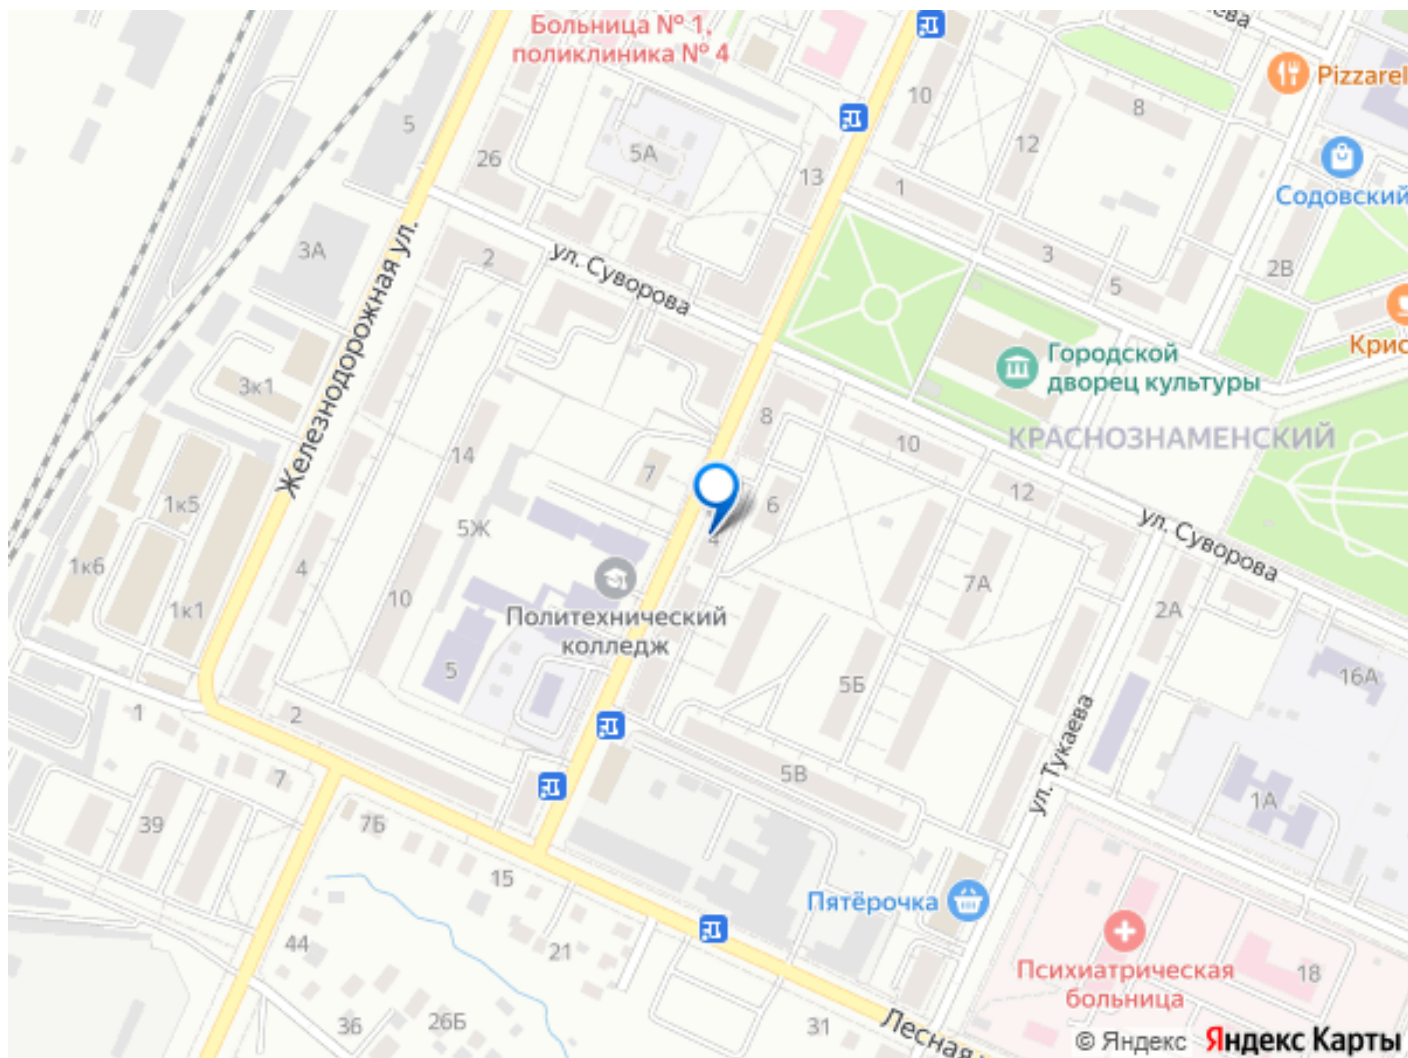 Больница № 1,
поликлиника № 4
Pizzarel
10
8
12
5
5А
26
13
1
Содовский
3А
2
ул. Суворова
3
5
2В
Железнодорожная ул.
Городской
дворец культуры
Крис
3к1
8
10
КРАСНОЗНАМЕНСКИЙ
14
7
12
1к5
6
ул. Суворова
5Ж
4
1к6
4
7А
10
1к1
Политехнический
колледж
2А
5
5Б
16А
1
2
7
5В
ул. Тукаева
1А
39
7Б
15
Пятёрочка
44
21
Психиатрическая
больница
18
36
26Б
31
Лесная
© Яндекс Яндекс Карты